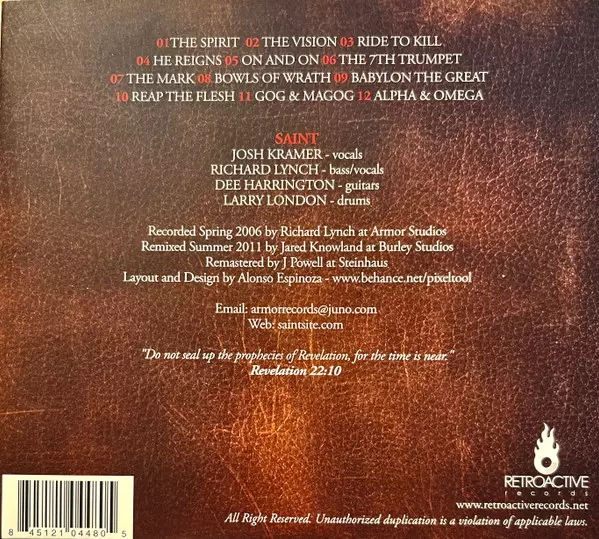 01 THE SPIRIT 02 THE VISION 03 RIDE TO KILL
04 HE REIGNS 05 ON AND ON 06 THE 7TH TRUMPET
07 THE MARK 08 BOWLS OF WRATH 09 BABYLON THE GREAT
10 REAP THE FLESH 11 GOG & MAGOG 12 ALPHA & OMEGA
SAINT
JOSH KRAMER - vocals
RICHARD LYNCH - bass/vocals
DEE HARRINGTON - guitars
LARRY LONDON - drums
Recorded Spring 2006 by Richard Lynch at Armor Studios
Remixed Summer 2011 by Jared Knowland at Burley Studios
Remastered by J Powell at Steinhaus
Layout and Design by Alonso Espinoza - www.behance.net/pixeltool
Email: armorrecords@juno.com
Web: saintsite.com
"Do not seal up the prophecies of Revelation, for the time is near."
Revelation 22:10
RETROACTIVE
records
www.retroactiverecords.net
All Right Reserved. Unauthorized duplication is a violation of applicable laws.
8 45121 04480 5